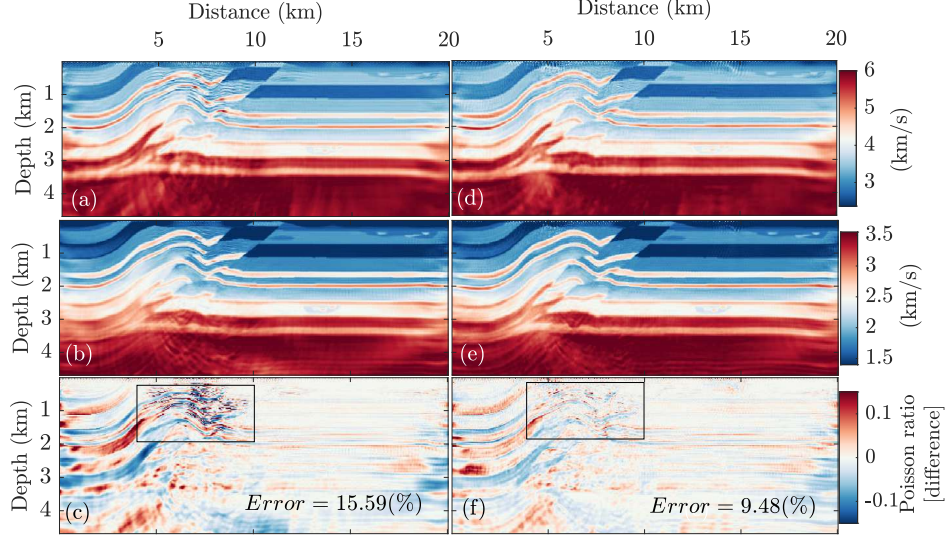 Distance (km) Distance (km)
5 10 15 20 5 10 15 20
Depth (km) 1 2 3 4 (a) (d) 6 5 4 3 (km/s)
Depth (km) 1 2 3 4 (b) (e) 3.5 3 2.5 2 1.5 (km/s)
Depth (km) 1 2 3 4 (c) Error = 15.59(%) (f) Error = 9.48(%) 0.1 0 -0.1 Poisson ratio
[difference]